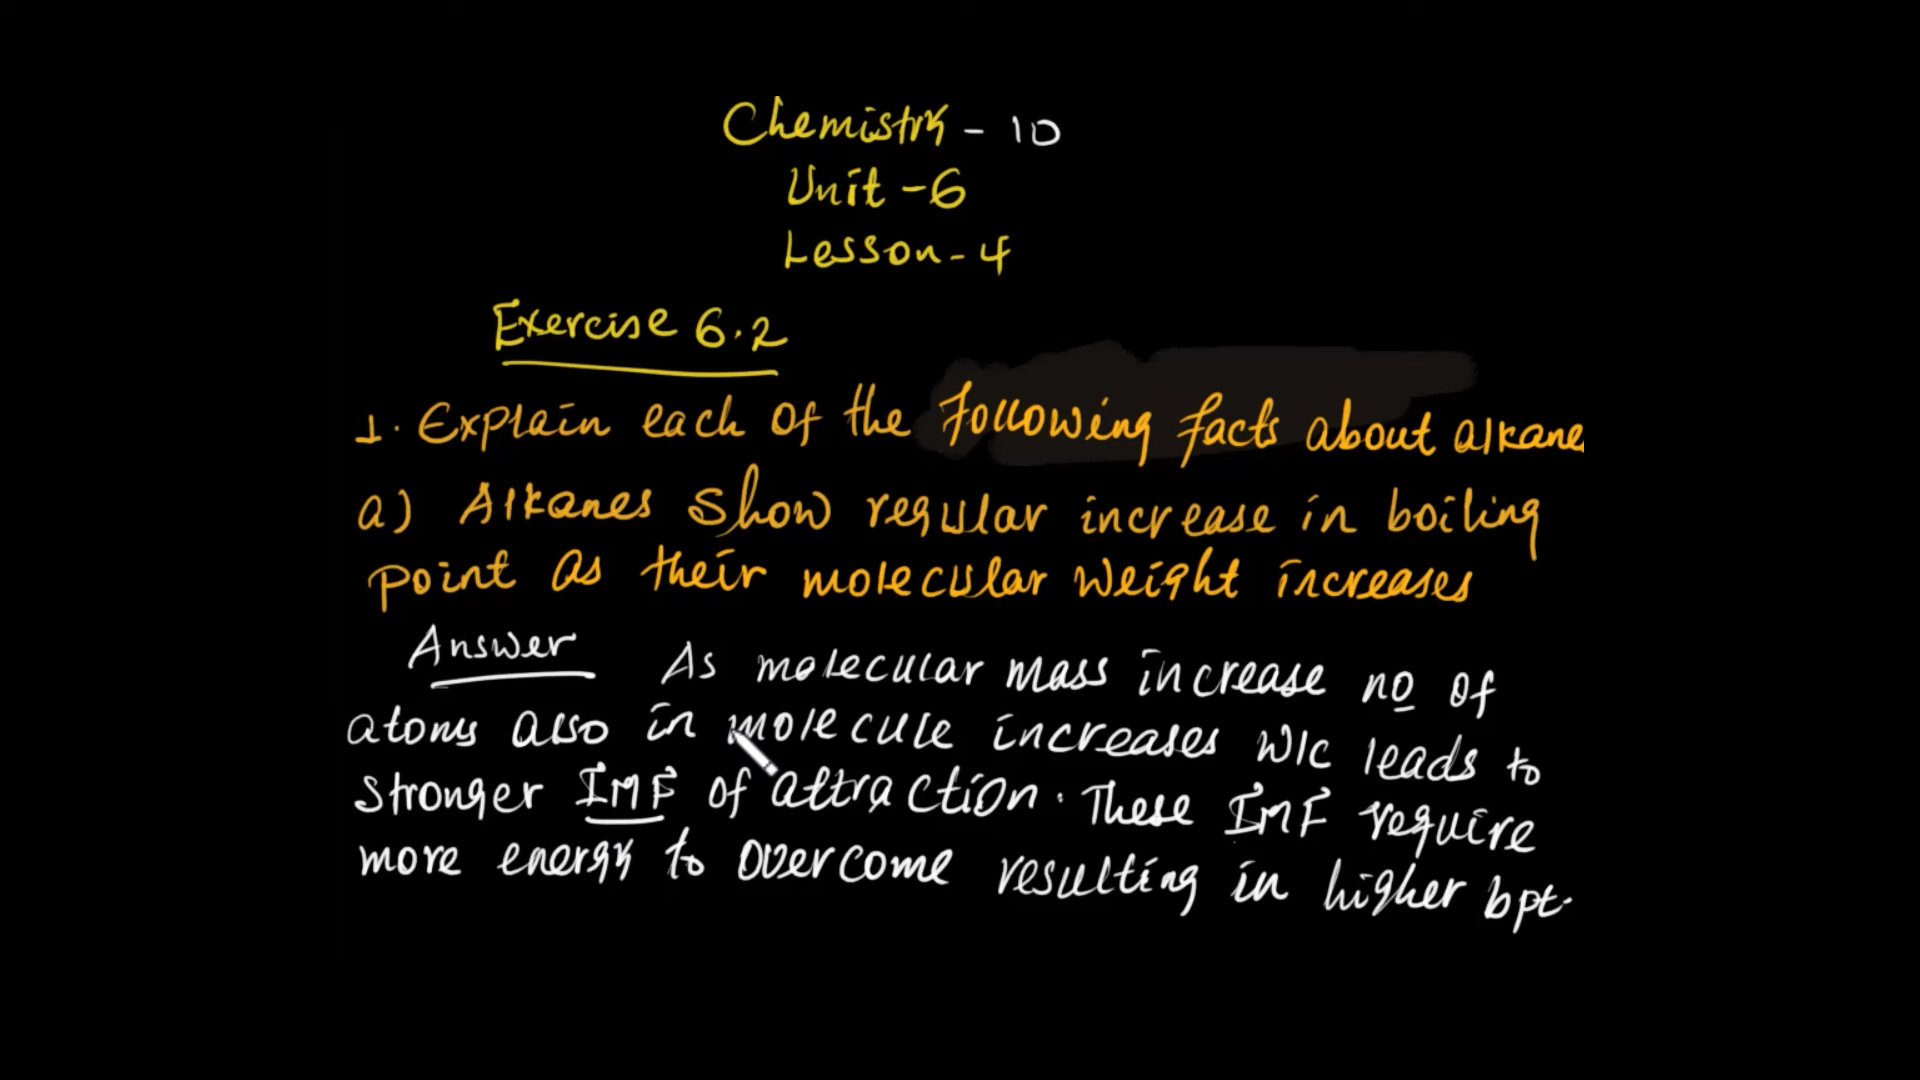 Chemistry - 10
Unit - 6
Lesson - 4
Exercise 6.2
1. Explain each of the following facts about alkane
a) Alkanes show regular increase in boiling
point as their molecular weight increases
Answer As molecular mass increase no of
atoms also in molecule increases w/c leads to
stronger IMF of attraction. These IMF require
more energy to overcome resulting in higher bpt.